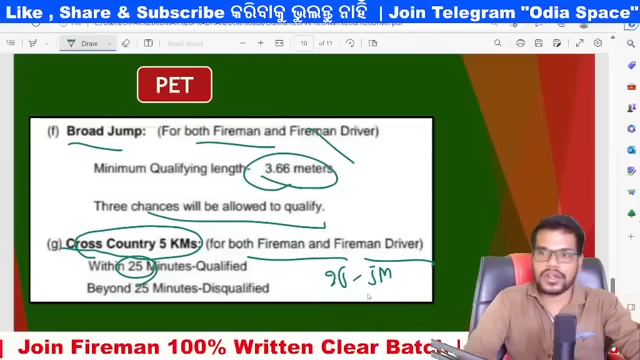 Like , Share & Subscribe କରିବାକୁ ଭୁଲନ୍ତୁ ନାହିଁ | Join Telegram "Odia Space"
Read aloud
10
of 11
PET
(f) Broad Jump: (For both Fireman and Fireman Driver)
Minimum Qualifying length- 3.66 meters
Three chances will be allowed to qualify.
(g) Cross Country 5 KMs: (for both Fireman and Fireman Driver)
Within 25 Minutes-Qualified
Beyond 25 Minutes-Disqualified
| Join Fireman 100% Written Clear Batch |